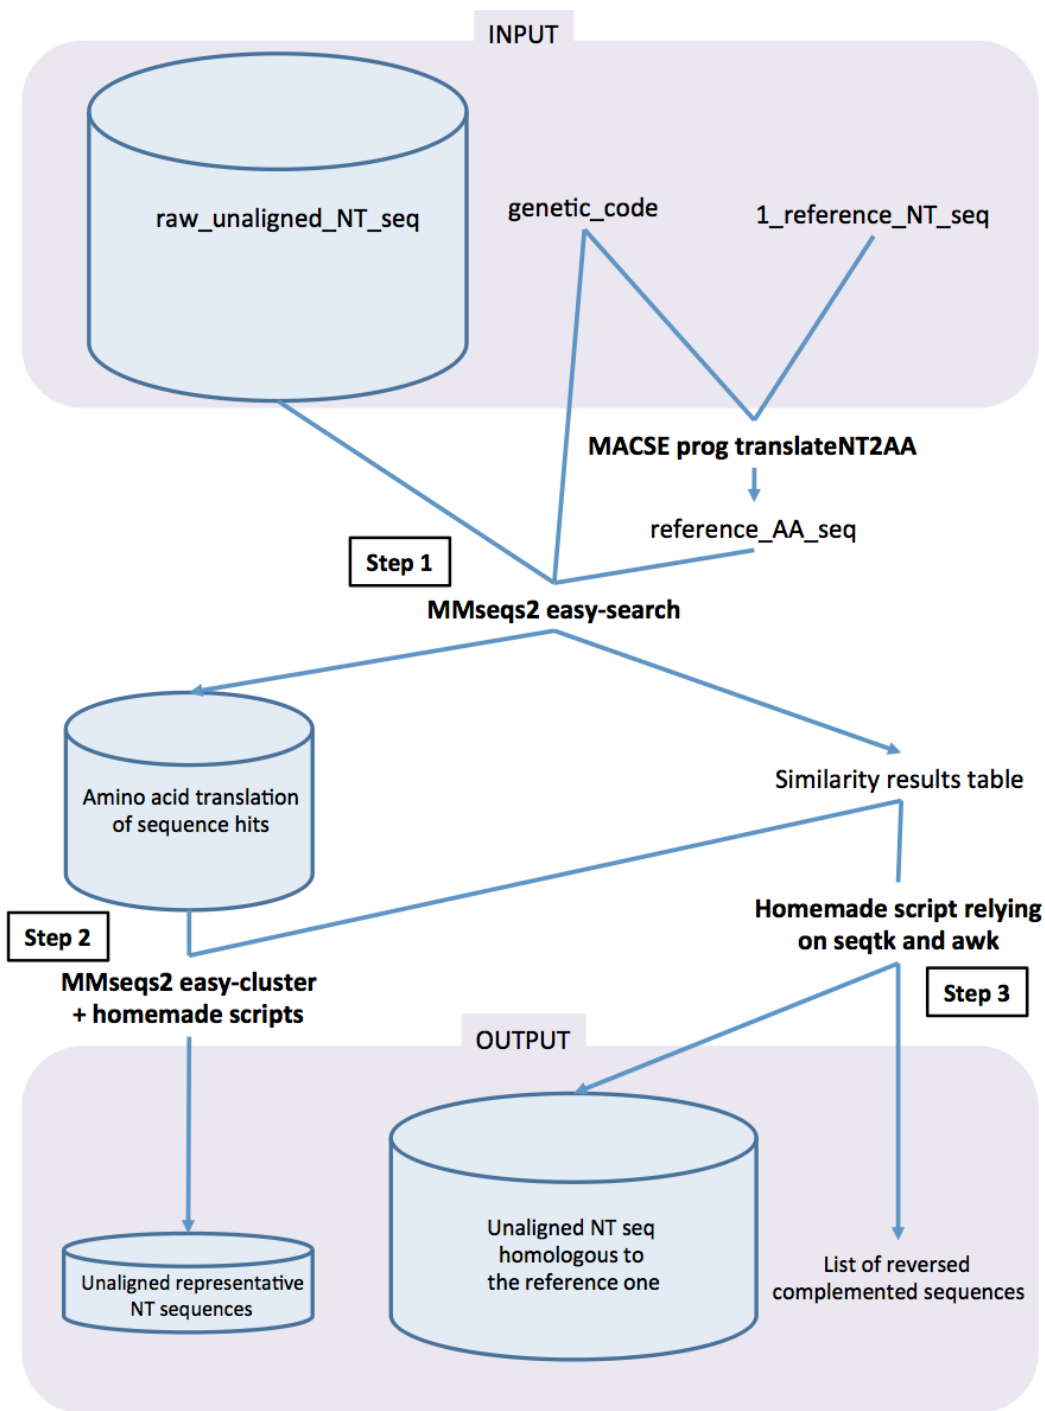 INPUT
raw_unaligned_NT_seq
genetic_code
1_reference_NT_seq
MACSE prog translateNT2AA
reference_AA_seq
Step 1
MMseqs2 easy-search
Amino acid translation
of sequence hits
Similarity results table
Step 2
MMseqs2 easy-cluster
+ homemade scripts
Homemade script relying
on seqtk and awk
Step 3
OUTPUT
Unaligned representative
NT sequences
Unaligned NT seq
homologous to
the reference one
List of reversed
complemented sequences